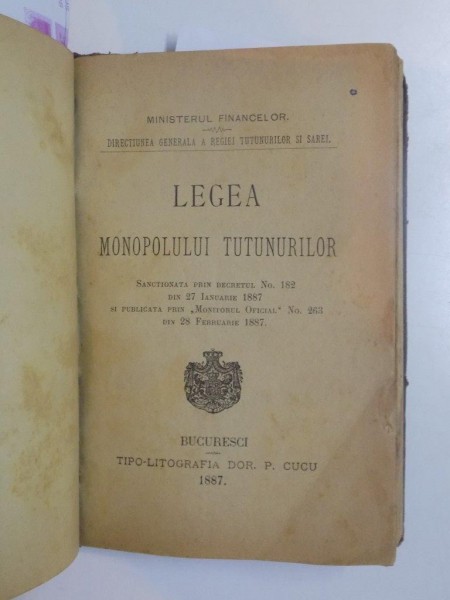 MINISTERUL FINANCELOR.
DIRECTIUNEA GENERALA A REGIEI TUTUNURILOR SI SAREI.
LEGEA
MONOPOLULUI TUTUNURILOR
SANCTIONATA PRIN DECRETUL No. 182
DIN 27 IANUARIE 1887
SI PUBLICATA PRIN „MONITORUL OFICIAL“ No. 263
DIN 28 FEBRUARIE 1887.
BUCURESCI
TIPO-LITOGRAFIA DOR. P. CUCU
1887.